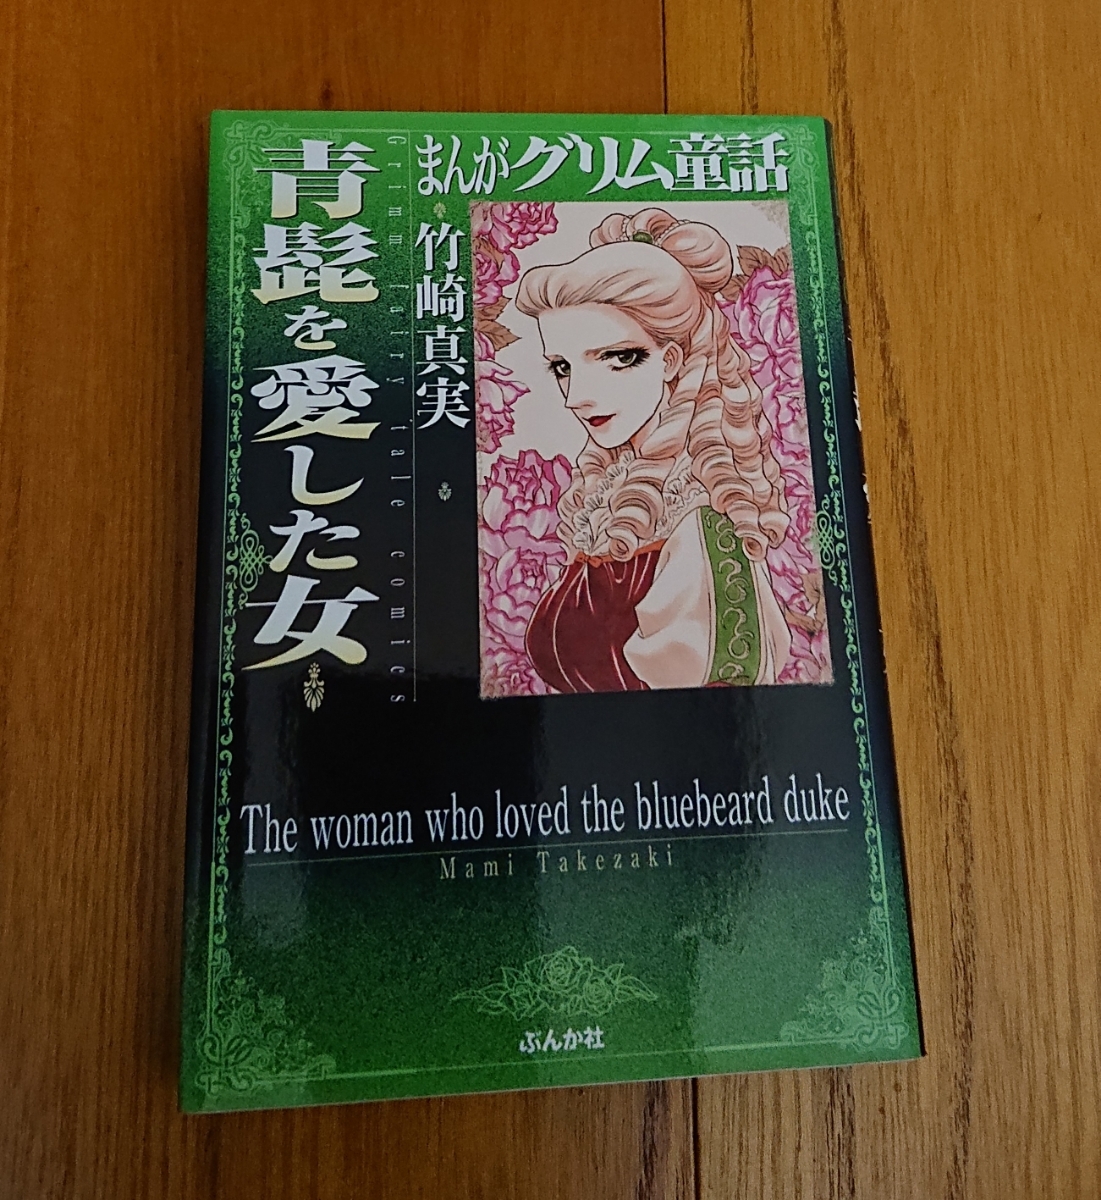 まんがグリム童話
青髭を愛した女
Grimm fairy tale comics
竹崎真実
The woman who loved the bluebeard duke
Mami Takezaki
ぶんか社